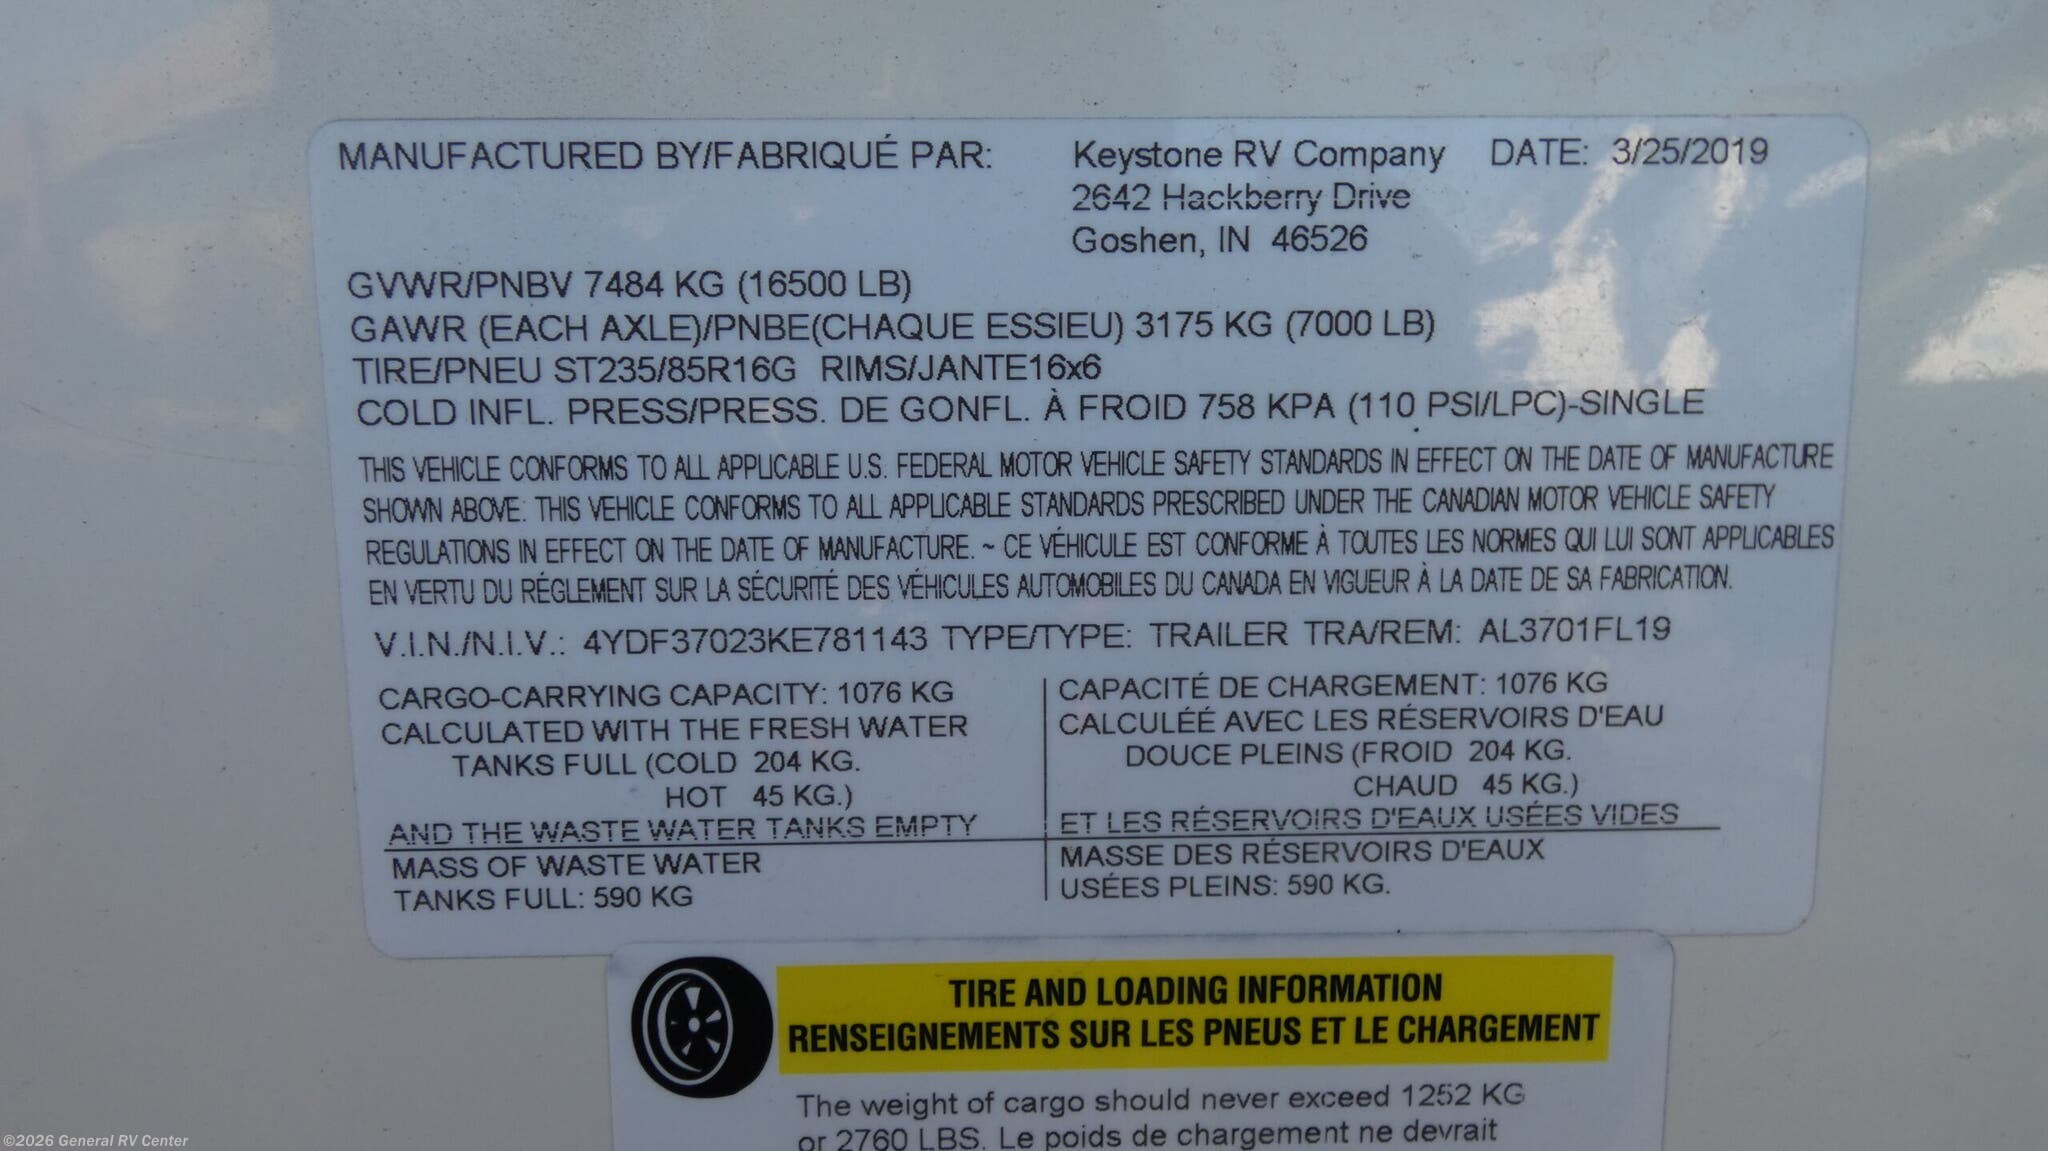 MANUFACTURED BY/FABRIQUÉ PAR: Keystone RV Company DATE: 3/25/2019
2642 Hackberry Drive
Goshen, IN 46526
GVWR/PNBV 7484 KG (16500 LB)
GAWR (EACH AXLE)/PNBE(CHAQUE ESSIEU) 3175 KG (7000 LB)
TIRE/PNEU ST235/85R16G RIMS/JANTE16x6
COLD INFL. PRESS/PRESS. DE GONFL. À FROID 758 KPA (110 PSI/LPC)-SINGLE
THIS VEHICLE CONFORMS TO ALL APPLICABLE U.S. FEDERAL MOTOR VEHICLE SAFETY STANDARDS IN EFFECT ON THE DATE OF MANUFACTURE
SHOWN ABOVE: THIS VEHICLE CONFORMS TO ALL APPLICABLE STANDARDS PRESCRIBED UNDER THE CANADIAN MOTOR VEHICLE SAFETY
REGULATIONS IN EFFECT ON THE DATE OF MANUFACTURE. ~ CE VÉHICULE EST CONFORME À TOUTES LES NORMES QUI LUI SONT APPLICABLES
EN VERTU DU RÉGLEMENT SUR LA SÉCURITÉ DES VÉHICULES AUTOMOBILES DU CANADA EN VIGUEUR À LA DATE DE SA FABRICATION.
V.I.N./N.I.V.: 4YDF37023KE781143 TYPE/TYPE: TRAILER TRA/REM: AL3701FL19
CARGO-CARRYING CAPACITY: 1076 KG
CALCULATED WITH THE FRESH WATER
TANKS FULL (COLD 204 KG.
HOT 45 KG.)
AND THE WASTE WATER TANKS EMPTY
MASS OF WASTE WATER
TANKS FULL: 590 KG
CAPACITÉ DE CHARGEMENT: 1076 KG
CALCULÉÉ AVEC LES RÉSERVOIRS D'EAU
DOUCE PLEINS (FROID 204 KG.
CHAUD 45 KG.)
ET LES RÉSERVOIRS D'EAUX USÉES VIDES
MASSE DES RÉSERVOIRS D'EAUX
USÉES PLEINS: 590 KG.
TIRE AND LOADING INFORMATION
RENSEIGNEMENTS SUR LES PNEUS ET LE CHARGEMENT
The weight of cargo should never exceed 1252 KG
or 2760 LBS. Le poids de chargement ne devrait
©2026 General RV Center